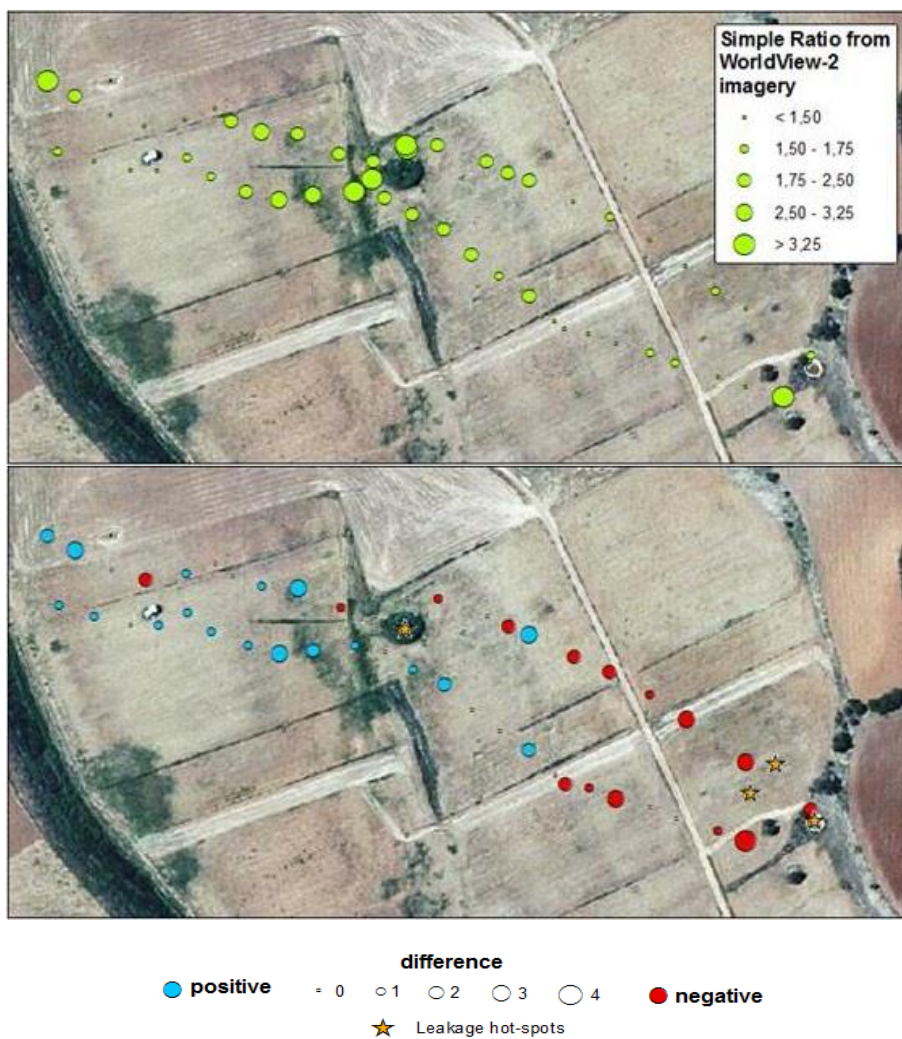 Simple Ratio from
WorldView-2
imagery
< 1,50
1,50 - 1,75
1,75 - 2,50
2,50 - 3,25
> 3,25
difference
positive 0 1 2 3 4 negative
Leakage hot-spots